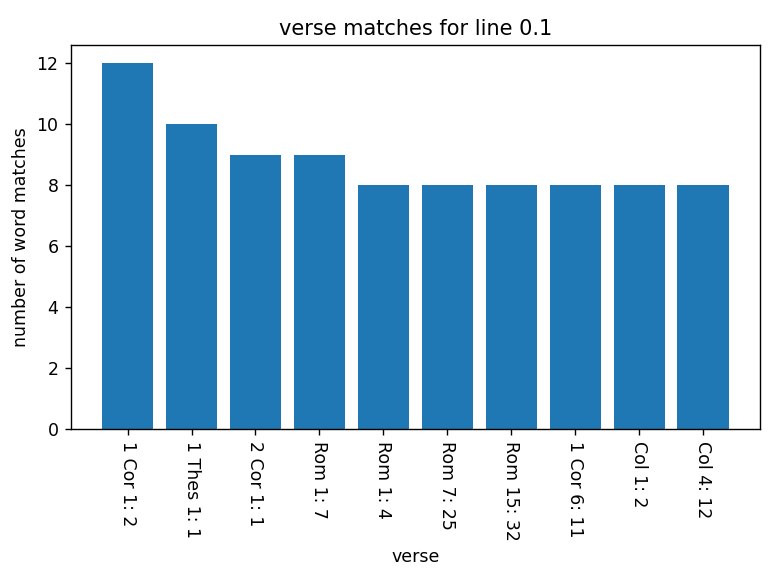 verse matches for line 0.1
number of word matches
12
10
8
6
4
2
0
1 Cor 1: 2
1 Thes 1: 1
2 Cor 1: 1
Rom 1: 7
Rom 1: 4
Rom 7: 25
Rom 15: 32
1 Cor 6: 11
Col 1: 2
Col 4: 12
verse